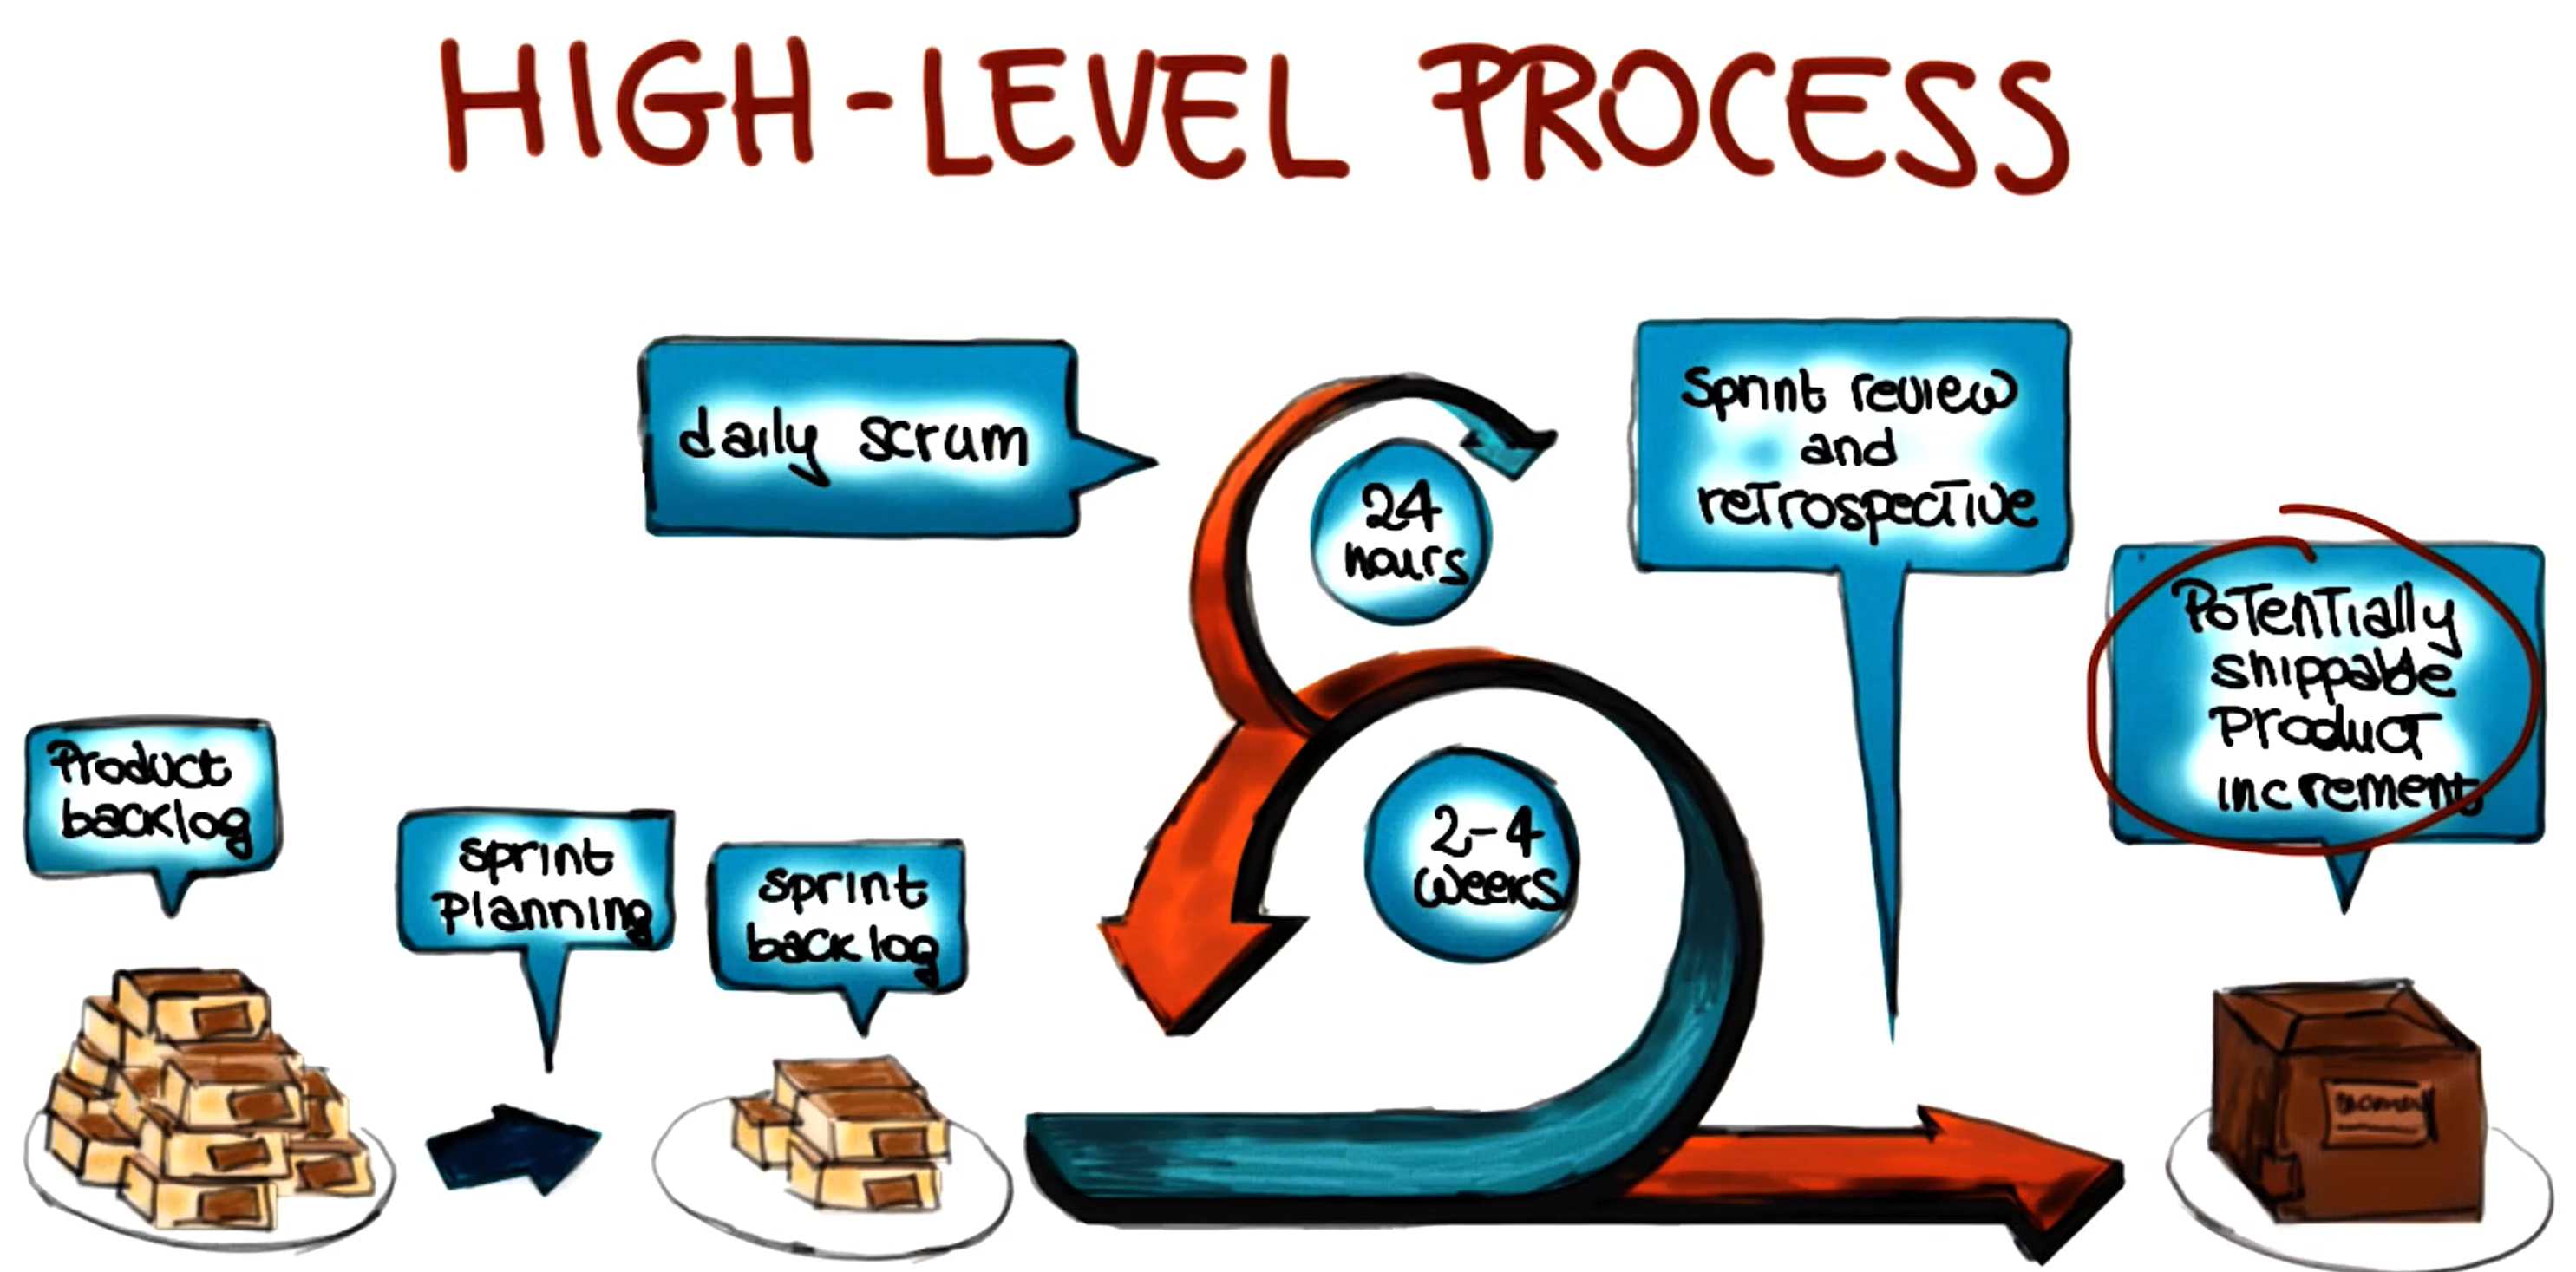 HIGH-LEVEL PROCESS
daily scrum
24
hours
Sprint review
and
retrospective
Potentially
shippable
product
increment
2-4
weeks
Product
backlog
sprint
planning
sprint
backlog